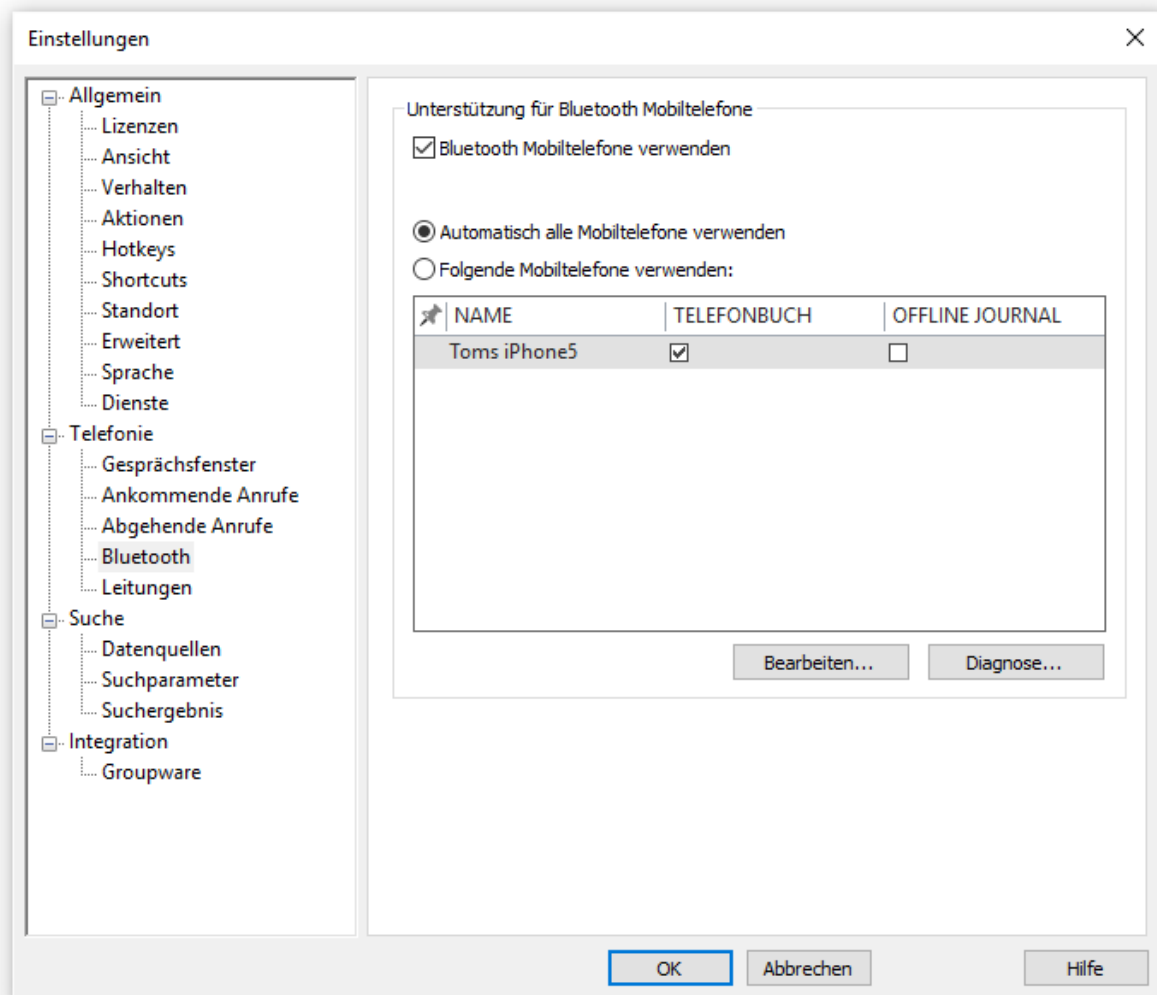 Einstellungen
Allgemein
Lizenzen
Ansicht
Verhalten
Aktionen
Hotkeys
Shortcuts
Standort
Erweitert
Sprache
Dienste
Telefonie
Gesprächsfenster
Ankommende Anrufe
Abgehende Anrufe
Bluetooth
Leitungen
Suche
Datenquellen
Suchparameter
Suchergebnis
Integration
Groupware
Unterstützung für Bluetooth Mobiltelefone
Bluetooth Mobiltelefone verwenden
Automatisch alle Mobiltelefone verwenden
Folgende Mobiltelefone verwenden:
NAME TELEFONBUCH OFFLINE JOURNAL
Toms iPhone5
Bearbeiten... Diagnose...
OK Abbrechen Hilfe